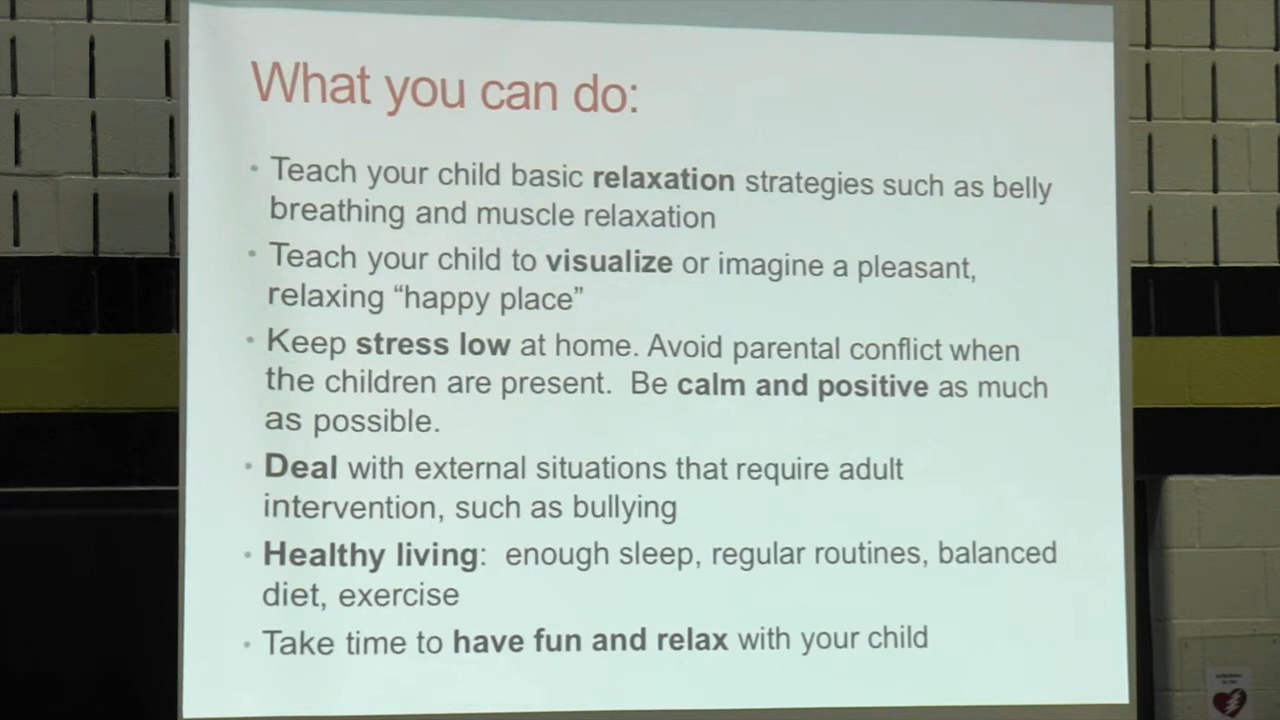 What you can do:
• Teach your child basic relaxation strategies such as belly
breathing and muscle relaxation
• Teach your child to visualize or imagine a pleasant,
relaxing “happy place”
• Keep stress low at home. Avoid parental conflict when
the children are present.  Be calm and positive as much
as possible.
• Deal with external situations that require adult
intervention, such as bullying
• Healthy living:  enough sleep, regular routines, balanced
diet, exercise
• Take time to have fun and relax with your child